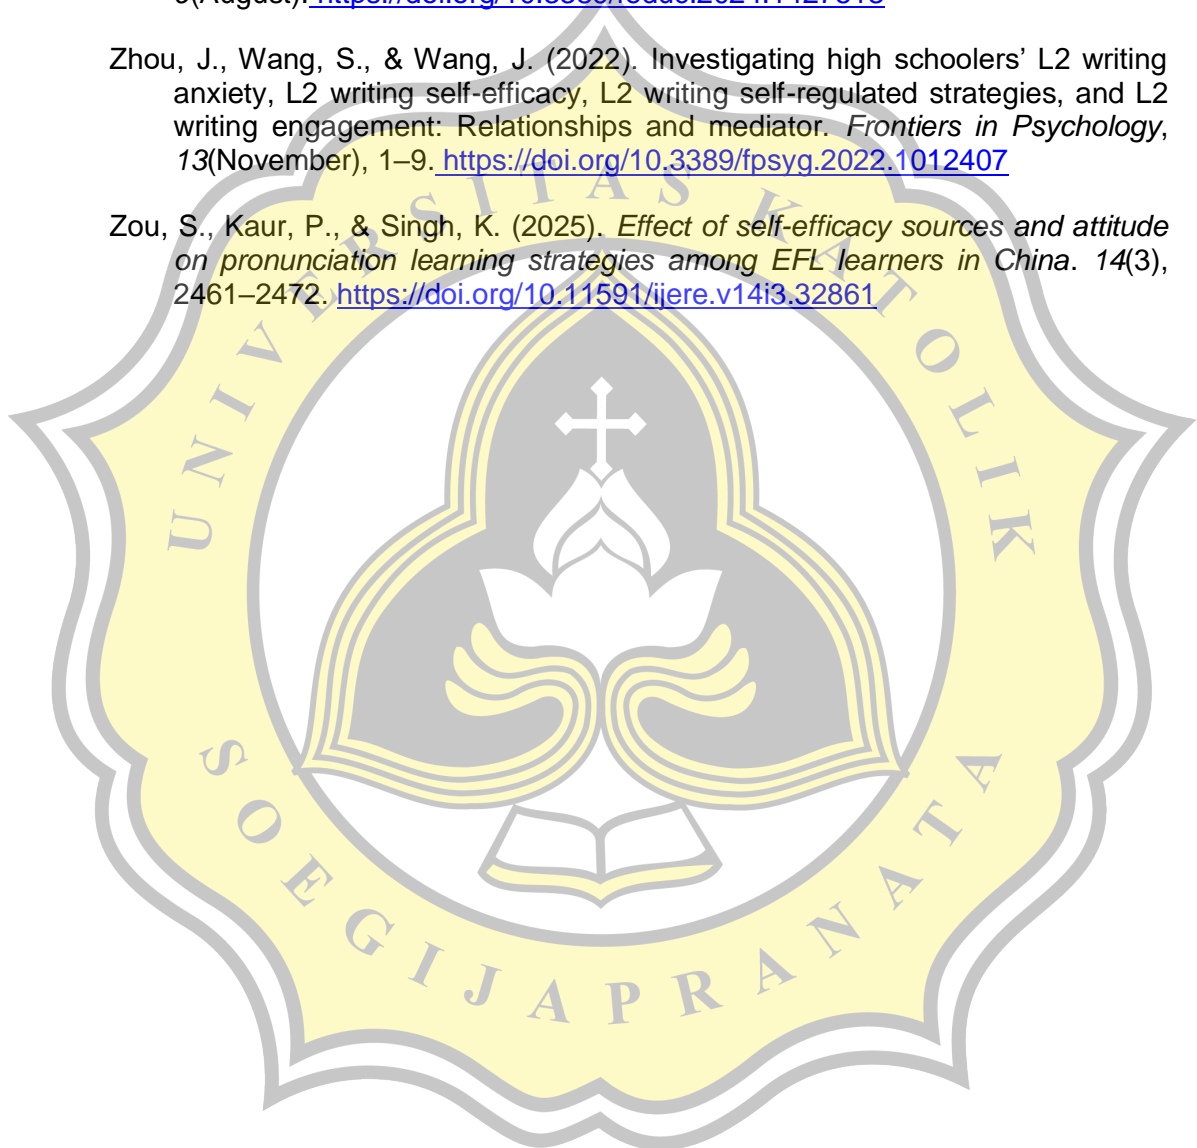 Zhou, J., Wang, S., & Wang, J. (2022). Investigating high schoolers’ L2 writing
anxiety, L2 writing self-efficacy, L2 writing self-regulated strategies, and L2
writing engagement: Relationships and mediator. Frontiers in Psychology,
13(November), 1–9. https://doi.org/10.3389/fpsyg.2022.1012407
Zou, S., Kaur, P., & Singh, K. (2025). Effect of self-efficacy sources and attitude
on pronunciation learning strategies among EFL learners in China. 14(3),
2461–2472. https://doi.org/10.11591/ijere.v14i3.32861
UNIVERSITAS KATOLIK
SOEGIJAPRANATA